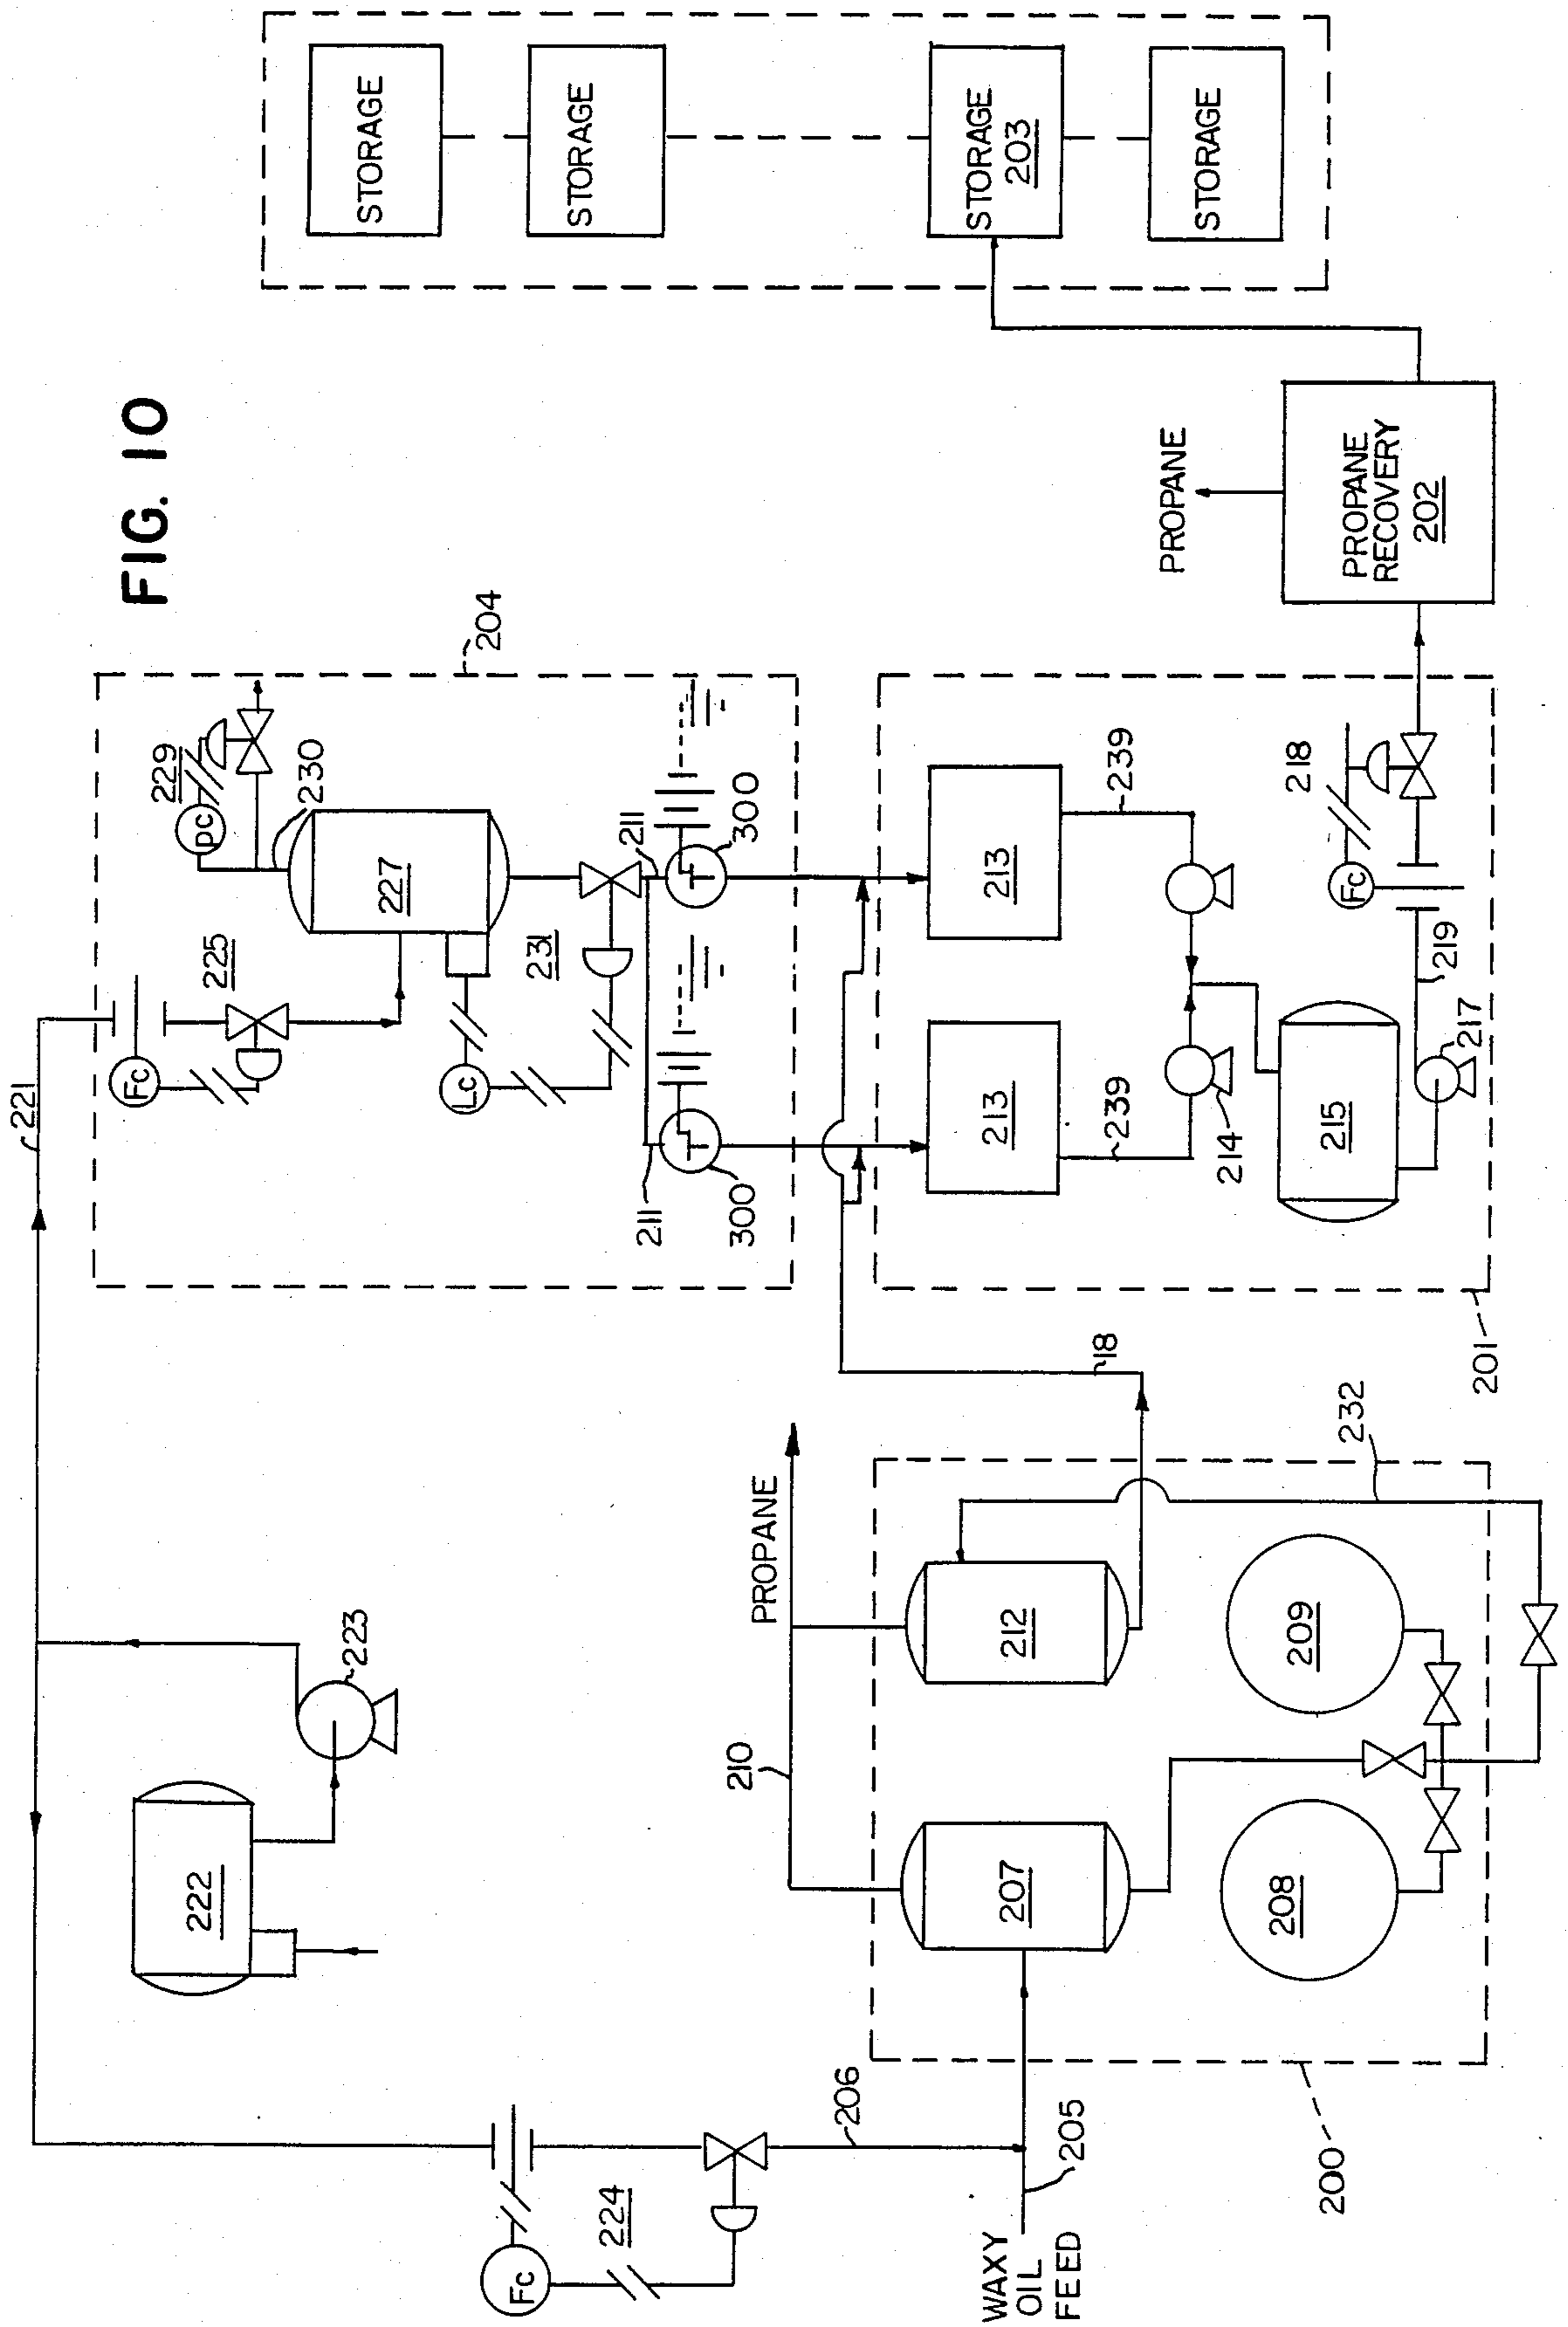 FIG. 10
221
Fc
225
pc
229
230
227
Lc
231
204
211
300
211
300
STORAGE
STORAGE
STORAGE
203
STORAGE
222
223
Fc
224
206
WAXY
OIL
FEED
205
PROPANE
210
207
212
208
209
200
232
18
213
213
239
239
214
215
217
219
Fc
218
201
PROPANE
PROPANE
RECOVERY
202